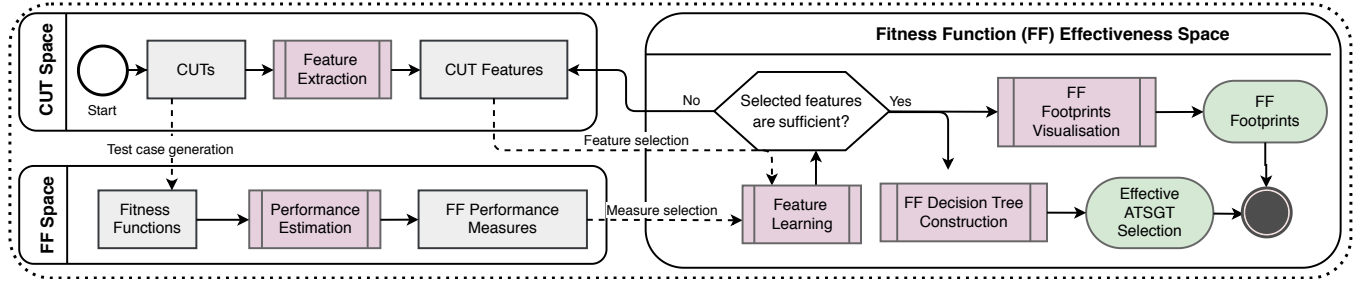 CUT Space
Start
CUTs
Feature
Extraction
CUT Features
Test case generation
Feature selection
FF Space
Fitness
Functions
Performance
Estimation
FF Performance
Measures
Measure selection
Fitness Function (FF) Effectiveness Space
No
Selected features
are sufficient?
Yes
FF
Footprints
Visualisation
FF
Footprints
Feature
Learning
FF Decision Tree
Construction
Effective
ATSGT
Selection